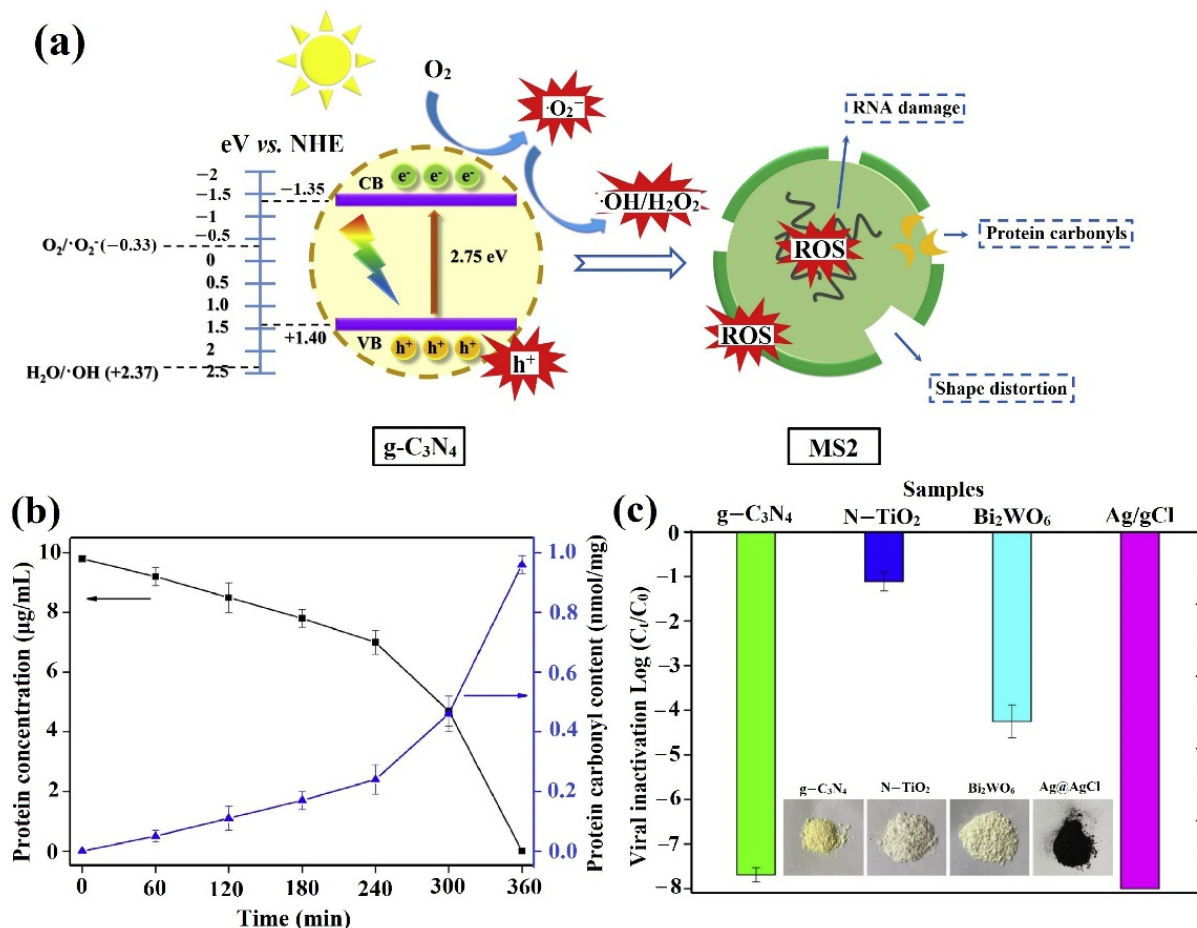 (a)
O₂
·O₂⁻
RNA damage
eV vs. NHE
−2
−1.5
−1
−0.5
0
0.5
1.0
1.5
2
2.5
−1.35
CB
e⁻ e⁻ e⁻
·OH/H₂O₂
O₂/·O₂⁻(−0.33)
2.75 eV
ROS
Protein carbonyls
+1.40
VB
h⁺ h⁺ h⁺
h⁺
ROS
H₂O/·OH (+2.37)
Shape distortion
g-C₃N₄
MS2
(b)
Protein concentration (μg/mL)
10
8
6
4
2
0
0 60 120 180 240 300 360
Time (min)
1.0
0.8
0.6
0.4
0.2
0.0
Protein carbonyl content (nmol/mg)
(c)
Samples
g−C₃N₄ N−TiO₂ Bi₂WO₆ Ag/gCl
Viral inactivation Log (Cₜ/C₀)
0
−1
−2
−3
−4
−5
−6
−7
−8
g−C₃N₄ N−TiO₂ Bi₂WO₆ Ag@AgCl